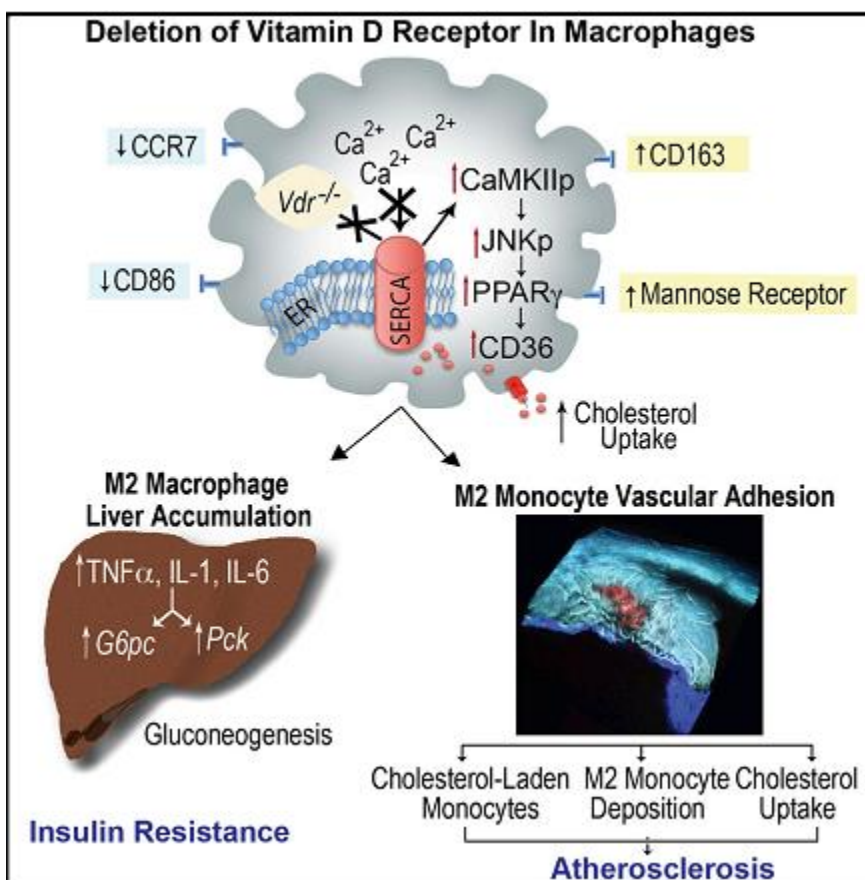 Deletion of Vitamin D Receptor In Macrophages
↓CCR7
Ca2+
Ca2+
Ca2+
Ca2+
↑CD163
Vdr-/-
↑CaMKIIp
↑JNKp
↓CD86
ER
SERCA
↑PPARγ
↑Mannose Receptor
↑CD36
↑Cholesterol
Uptake
M2 Macrophage
Liver Accumulation
↑TNFα, IL-1, IL-6
↑G6pc
↑Pck
Gluconeogenesis
Insulin Resistance
M2 Monocyte Vascular Adhesion
Cholesterol-Laden
Monocytes
M2 Monocyte
Deposition
Cholesterol
Uptake
Atherosclerosis